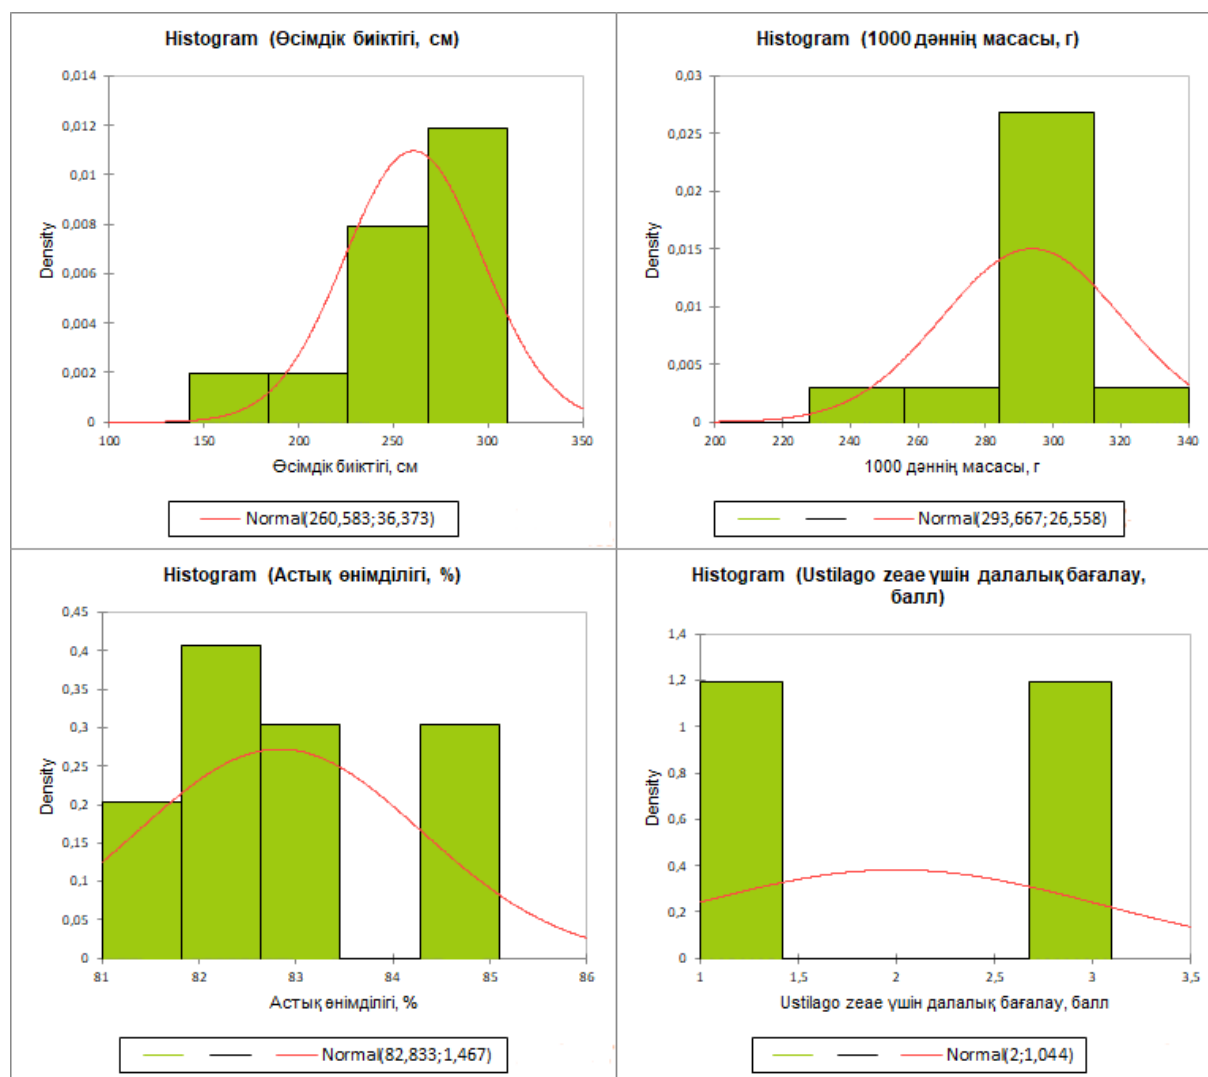 Histogram (Өсімдік биіктігі, см)
0,014
0,012
0,01
0,008
0,006
0,004
0,002
0
Density
100 150 200 250 300 350
Өсімдік биіктігі, см
Normal(260,583;36,373)
Histogram (1000 дәннің масасы, г)
0,03
0,025
0,02
0,015
0,01
0,005
0
Density
200 220 240 260 280 300 320 340
1000 дәннің масасы, г
Normal(293,667;26,558)
Histogram (Астық өнімділігі, %)
0,45
0,4
0,35
0,3
0,25
0,2
0,15
0,1
0,05
0
Density
81 82 83 84 85 86
Астық өнімділігі, %
Normal(82,833;1,467)
Histogram (Ustilago zeae үшін далалық бағалау,
балл)
1,4
1,2
1
0,8
0,6
0,4
0,2
0
Density
1 1,5 2 2,5 3 3,5
Ustilago zeae үшін далалық бағалау, балл
Normal(2;1,044)